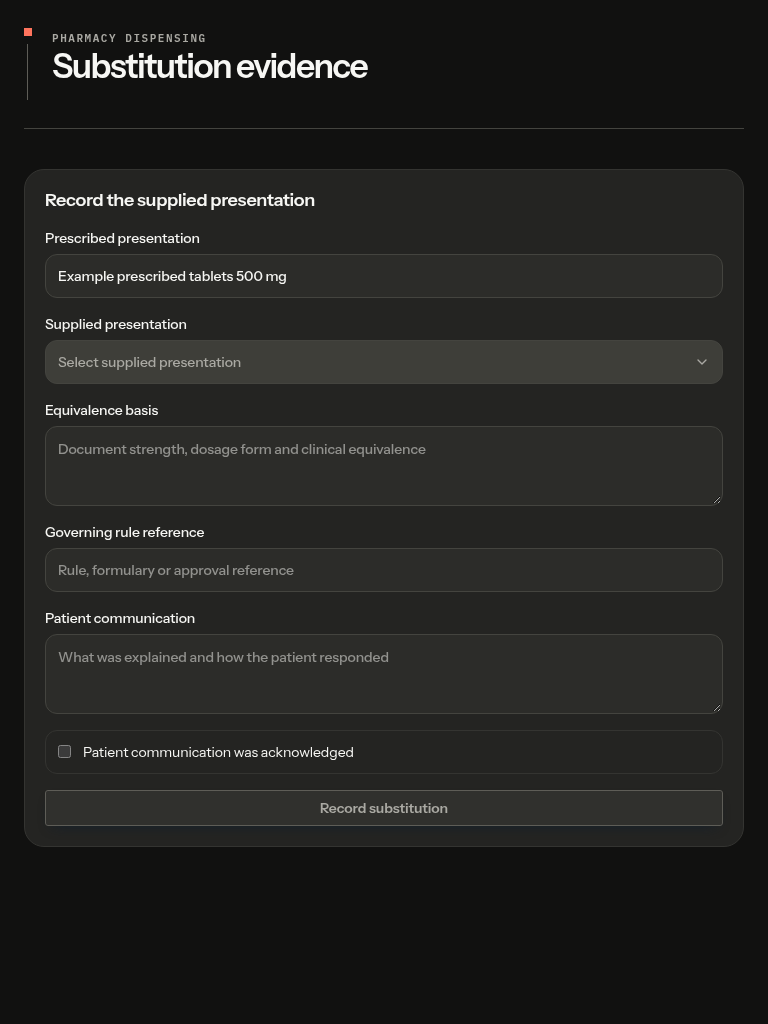 PHARMACY DISPENSING
Substitution evidence
Record the supplied presentation
Prescribed presentation
Example prescribed tablets 500 mg
Supplied presentation
Select supplied presentation
Equivalence basis
Document strength, dosage form and clinical equivalence
Governing rule reference
Rule, formulary or approval reference
Patient communication
What was explained and how the patient responded
Patient communication was acknowledged
Record substitution